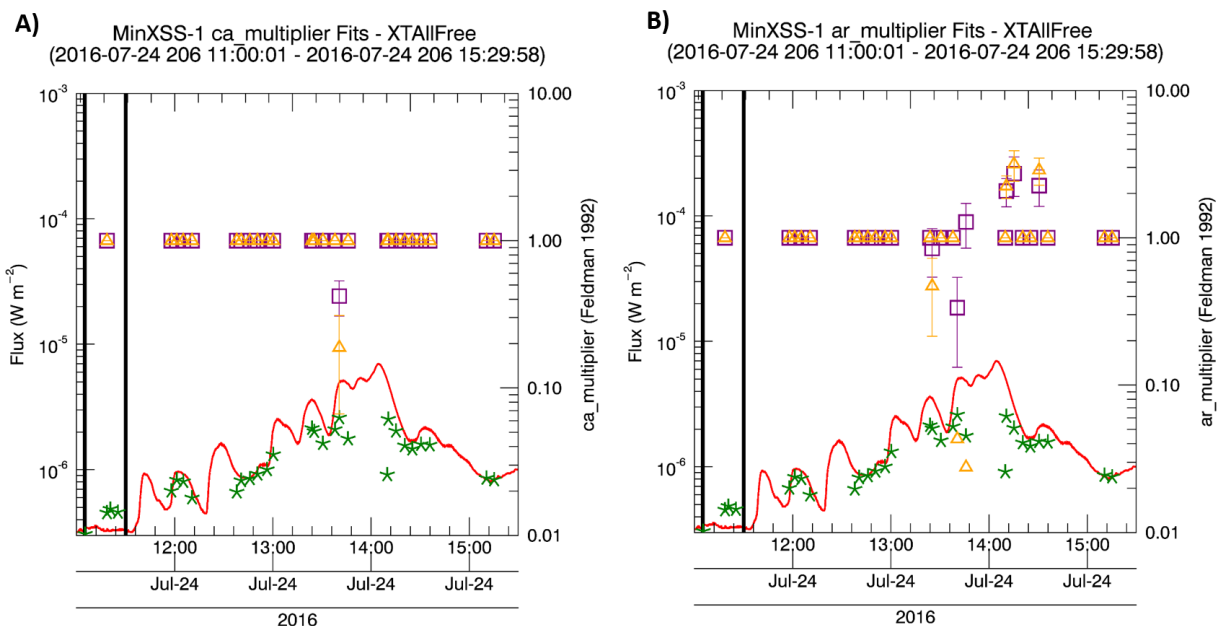 A)
MinXSS-1 ca_multiplier Fits - XTAllFree
(2016-07-24 206 11:00:01 - 2016-07-24 206 15:29:58)
10⁻³
10⁻⁴
10⁻⁵
10⁻⁶
Flux (W m⁻²)
10.00
1.00
0.10
0.01
ca_multiplier (Feldman 1992)
12:00 13:00 14:00 15:00
Jul-24 Jul-24 Jul-24 Jul-24
2016
B)
MinXSS-1 ar_multiplier Fits - XTAllFree
(2016-07-24 206 11:00:01 - 2016-07-24 206 15:29:58)
10⁻³
10⁻⁴
10⁻⁵
10⁻⁶
Flux (W m⁻²)
10.00
1.00
0.10
0.01
ar_multiplier (Feldman 1992)
12:00 13:00 14:00 15:00
Jul-24 Jul-24 Jul-24 Jul-24
2016